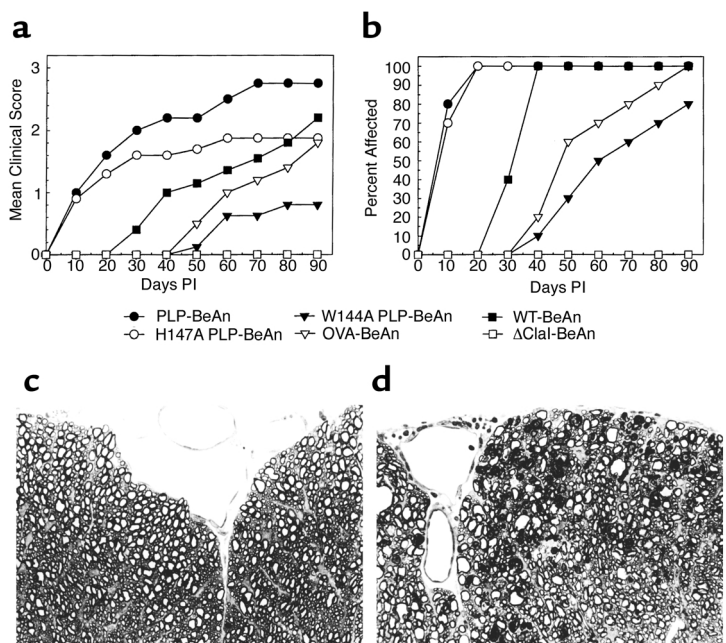 a
b
3
2
1
0
Mean Clinical Score
0 10 20 30 40 50 60 70 80 90
Days PI
100
90
80
70
60
50
40
30
20
10
0
Percent Affected
0 10 20 30 40 50 60 70 80 90
Days PI
PLP-BeAn
W144A PLP-BeAn
WT-BeAn
H147A PLP-BeAn
OVA-BeAn
ΔClaI-BeAn
c
d